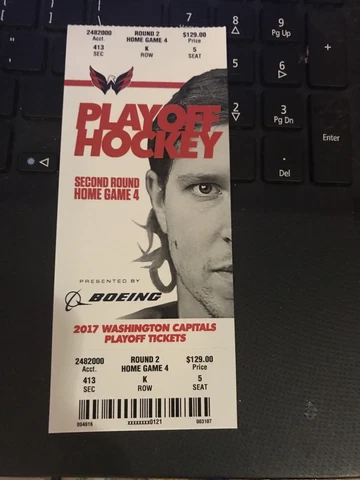 2482000 ROUND 2 $129.00
Acct. HOME GAME 4 Price
413 K 5
SEC ROW SEAT
PLAYOFF
HOCKEY
SECOND ROUND
HOME GAME 4
PRESENTED BY
BOEING
2017 WASHINGTON CAPITALS
PLAYOFF TICKETS
2482000 ROUND 2 $129.00
Acct. HOME GAME 4 Price
413 K 5
SEC ROW SEAT
xxxxxxxx0121
7
8
9
Pg Up
5
6
+
2
3
Pg Dn
Enter
.
Del